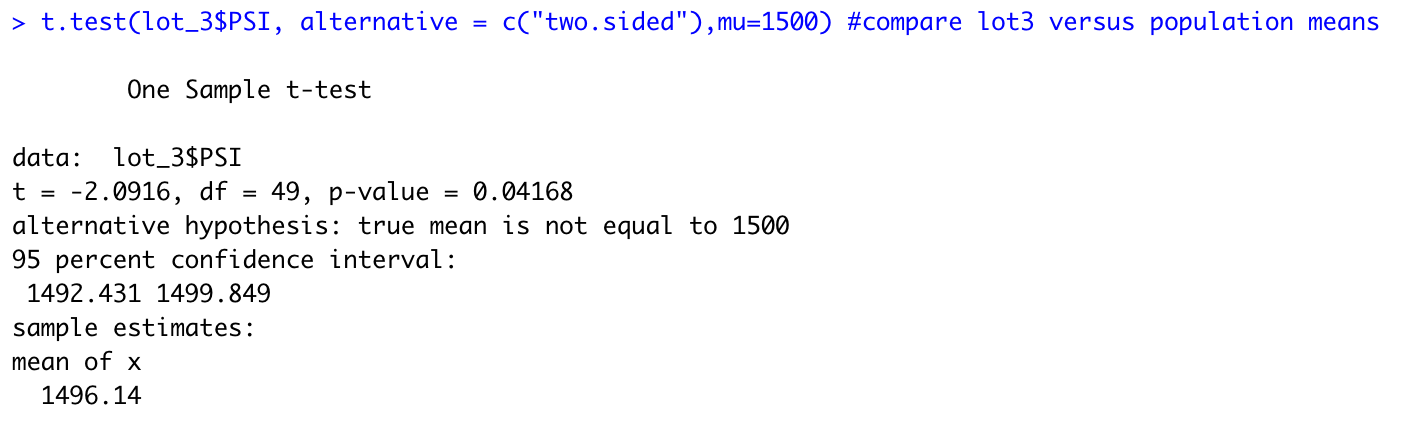 > t.test(lot_3$PSI, alternative = c("two.sided"),mu=1500) #compare lot3 versus population means
One Sample t-test
data:  lot_3$PSI
t = -2.0916, df = 49, p-value = 0.04168
alternative hypothesis: true mean is not equal to 1500
95 percent confidence interval:
1492.431 1499.849
sample estimates:
mean of x
1496.14